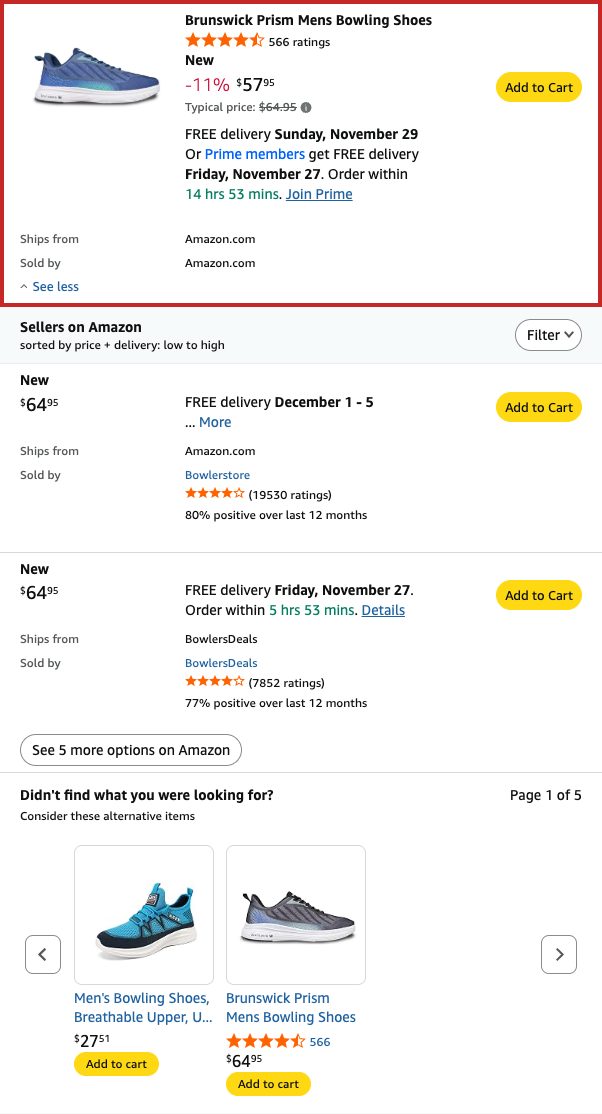 Brunswick Prism Mens Bowling Shoes
566 ratings
New
-11% $5795
Typical price: $64.95
Add to Cart
FREE delivery Sunday, November 29
Or Prime members get FREE delivery
Friday, November 27. Order within
14 hrs 53 mins. Join Prime
Ships from Amazon.com
Sold by Amazon.com
See less
Sellers on Amazon
sorted by price + delivery: low to high
Filter
New
$6495
FREE delivery December 1 - 5
... More
Add to Cart
Ships from Amazon.com
Sold by Bowlerstore
(19530 ratings)
80% positive over last 12 months
New
$6495
FREE delivery Friday, November 27.
Order within 5 hrs 53 mins. Details
Add to Cart
Ships from BowlersDeals
Sold by BowlersDeals
(7852 ratings)
77% positive over last 12 months
See 5 more options on Amazon
Didn't find what you were looking for? Page 1 of 5
Consider these alternative items
Men's Bowling Shoes,
Breathable Upper, U...
$2751
Add to cart
Brunswick Prism
Mens Bowling Shoes
566
$6495
Add to cart